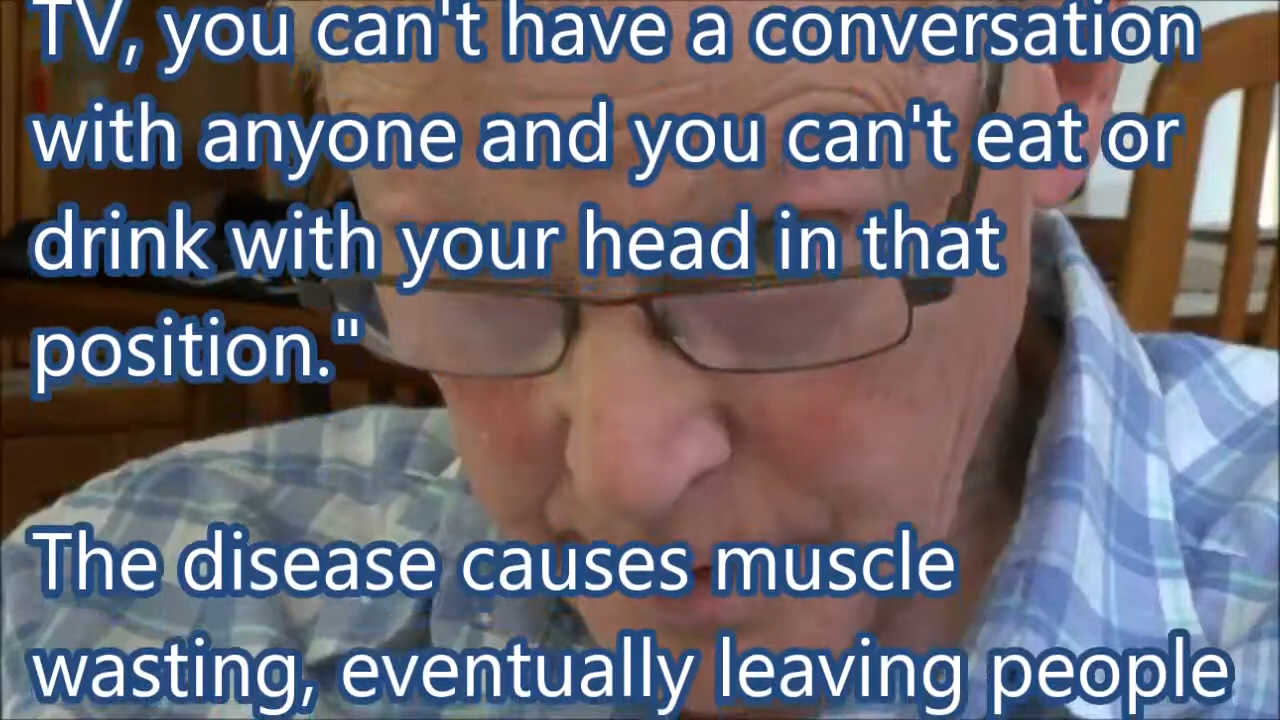 TV, you can't have a conversation
with anyone and you can't eat or
drink with your head in that
position."
The disease causes muscle
wasting, eventually leaving people